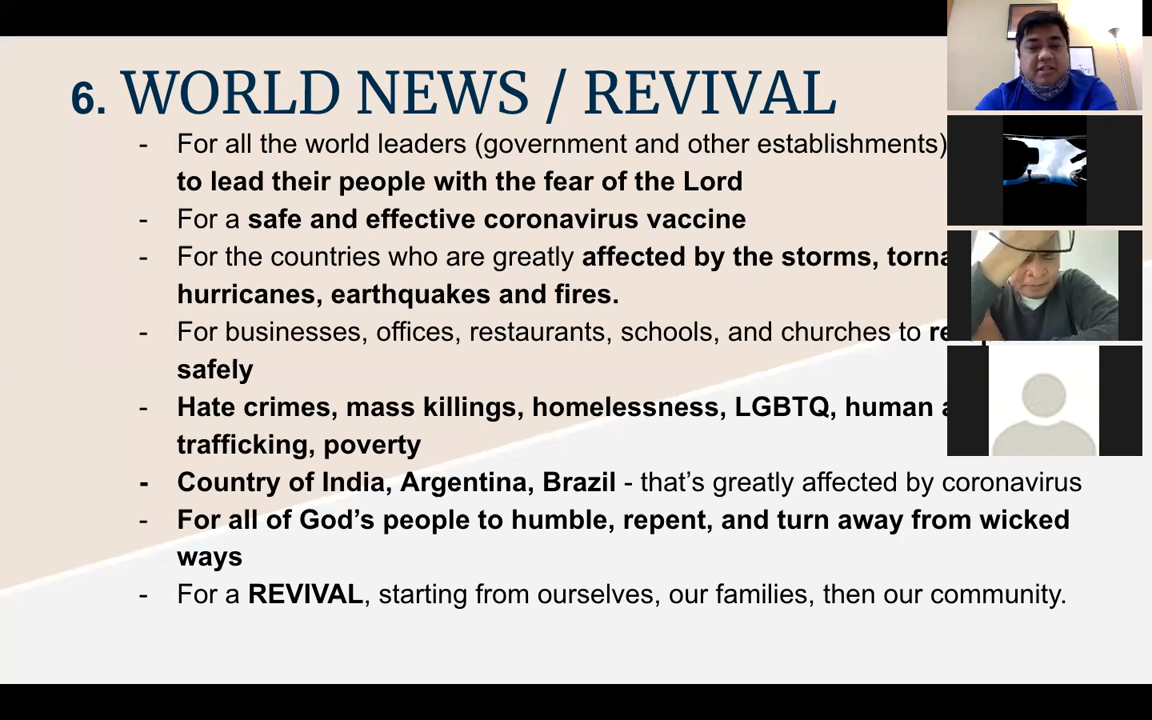 6. WORLD NEWS / REVIVAL
- For all the world leaders (government and other establishments)
to lead their people with the fear of the Lord
- For a safe and effective coronavirus vaccine
- For the countries who are greatly affected by the storms,
hurricanes, earthquakes and fires.
- For businesses, offices, restaurants, schools, and churches to
safely
- Hate crimes, mass killings, homelessness, LGBTQ, human
trafficking, poverty
- Country of India, Argentina, Brazil - that’s greatly affected by coronavirus
- For all of God’s people to humble, repent, and turn away from wicked
ways
- For a REVIVAL, starting from ourselves, our families, then our community.